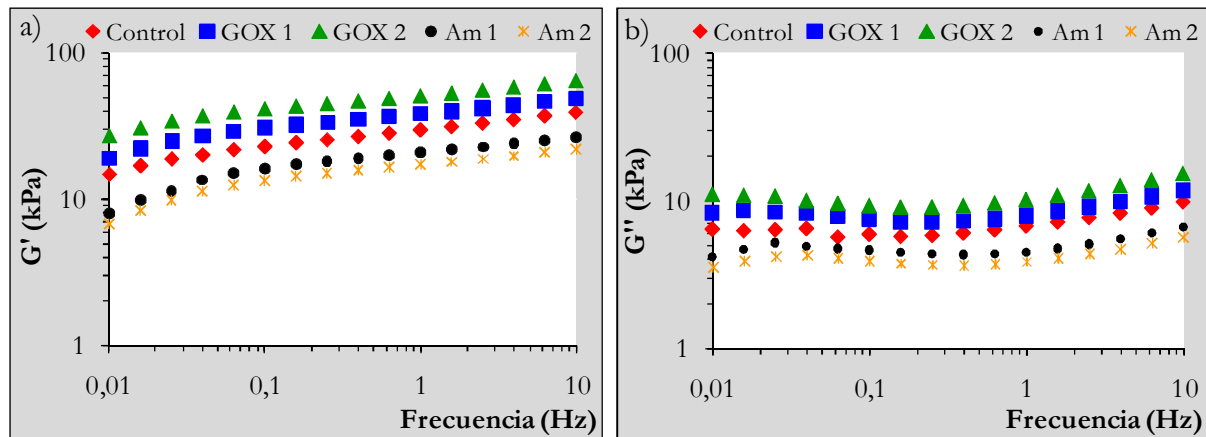 a)
Control GOX 1 GOX 2 Am 1 Am 2
100
10
1
G' (kPa)
0,01 0,1 1 10
Frecuencia (Hz)
b)
Control GOX 1 GOX 2 Am 1 Am 2
100
10
1
G'' (kPa)
0,01 0,1 1 10
Frecuencia (Hz)